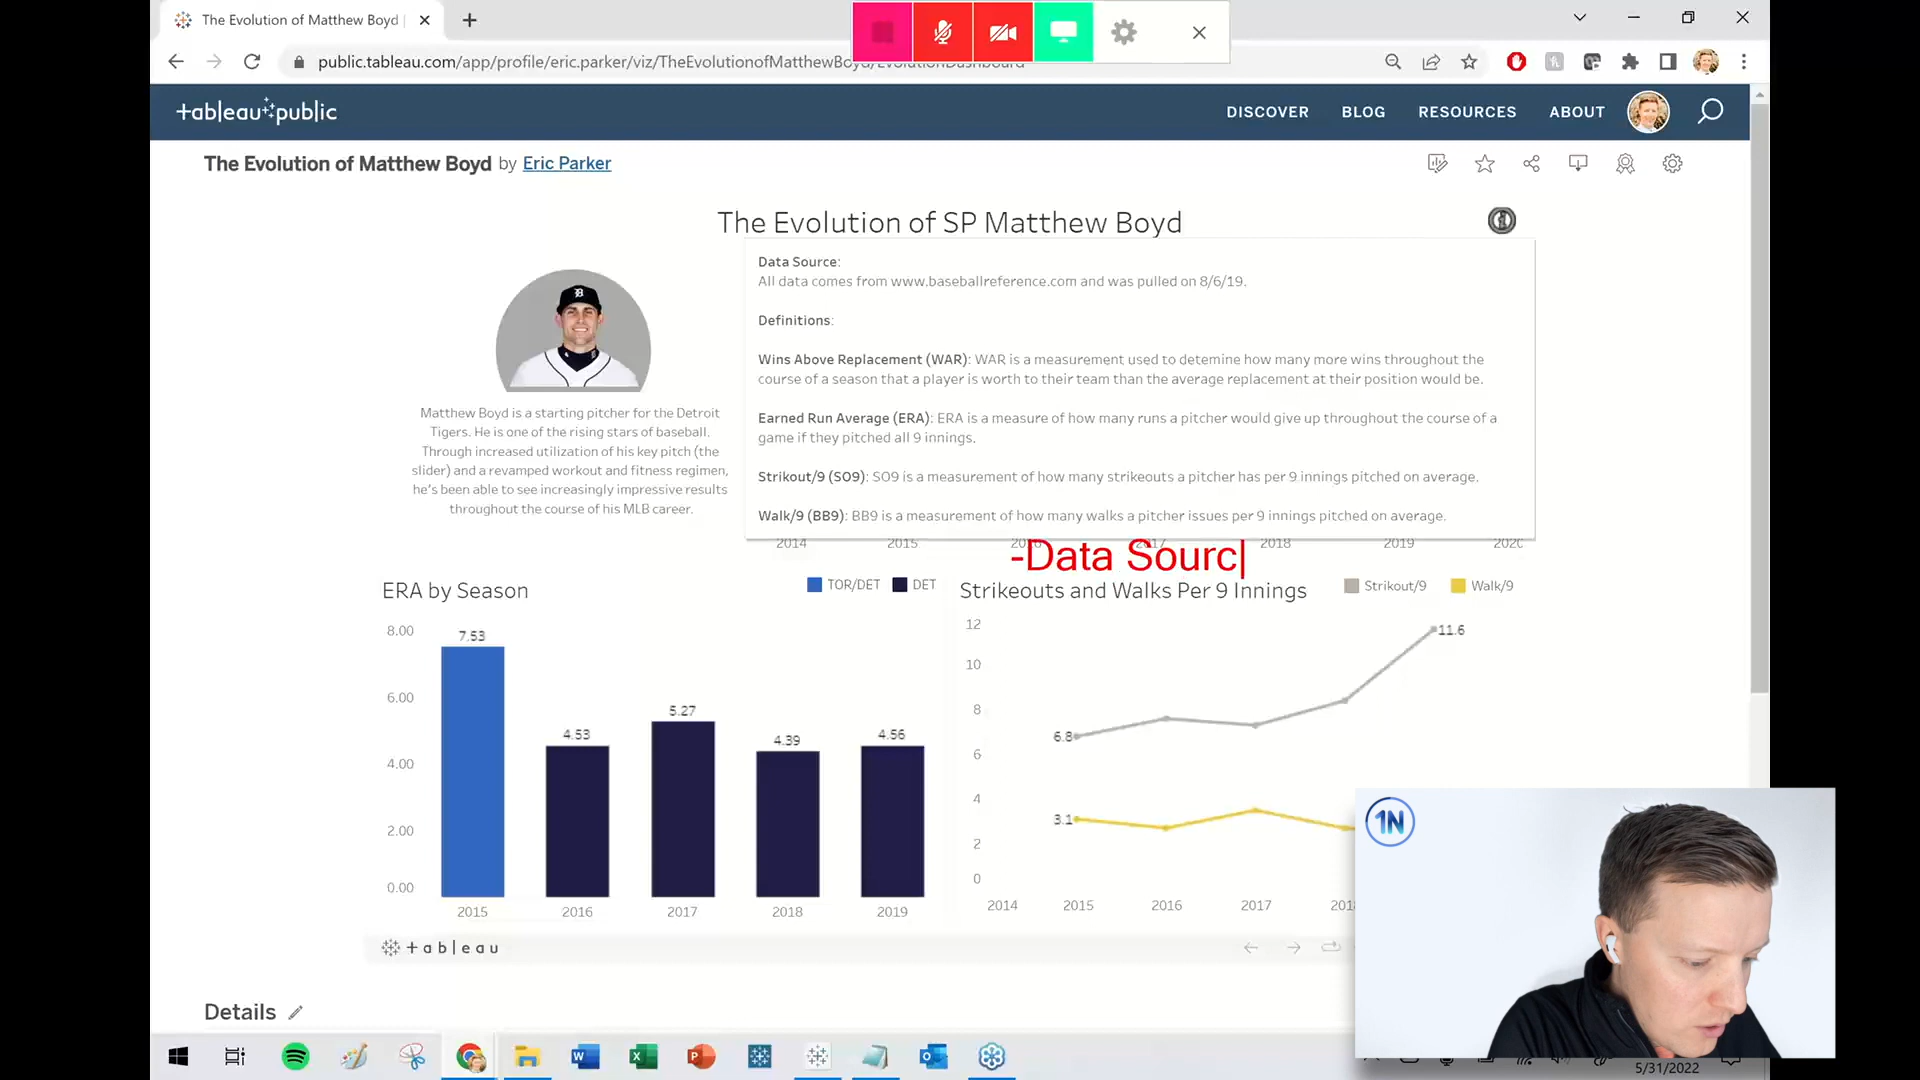 The Evolution of Matthew Boyd |
public.tableau.com/app/profile/eric.parker/viz/TheEvolutionofMatthewBoyd/EvolutionDashboard
tableau public
DISCOVER BLOG RESOURCES ABOUT
The Evolution of Matthew Boyd by Eric Parker
The Evolution of SP Matthew Boyd
Data Source:
All data comes from www.baseballreference.com and was pulled on 8/6/19.
Definitions:
Wins Above Replacement (WAR): WAR is a measurement used to detemine how many more wins throughout the
course of a season that a player is worth to their team than the average replacement at their position would be.
Earned Run Average (ERA): ERA is a measure of how many runs a pitcher would give up throughout the course of a
game if they pitched all 9 innings.
Strikout/9 (SO9): SO9 is a measurement of how many strikeouts a pitcher has per 9 innings pitched on average.
Walk/9 (BB9): BB9 is a measurement of how many walks a pitcher issues per 9 innings pitched on average.
Matthew Boyd is a starting pitcher for the Detroit
Tigers. He is one of the rising stars of baseball.
Through increased utilization of his key pitch (the
slider) and a revamped workout and fitness regimen,
he's been able to see increasingly impressive results
throughout the course of his MLB career.
2014 2015 2016 2017 2018 2019 2020
-Data Sourc
ERA by Season
TOR/DET DET
8.00
6.00
4.00
2.00
0.00
7.53
4.53
5.27
4.39
4.56
2015 2016 2017 2018 2019
Strikeouts and Walks Per 9 Innings
Strikout/9 Walk/9
12
10
8
6
4
2
0
6.8
11.6
3.1
2014 2015 2016 2017 2018
+ a b | e a u
1N
Details
5/31/2022